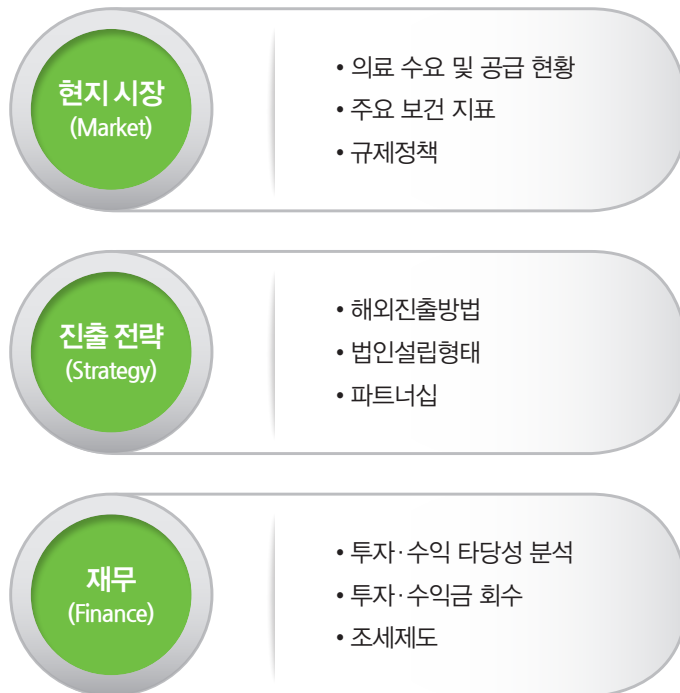 현지 시장
(Market)
• 의료 수요 및 공급 현황
• 주요 보건 지표
• 규제정책
진출 전략
(Strategy)
• 해외진출방법
• 법인설립형태
• 파트너십
재무
(Finance)
• 투자·수익 타당성 분석
• 투자·수익금 회수
• 조세제도